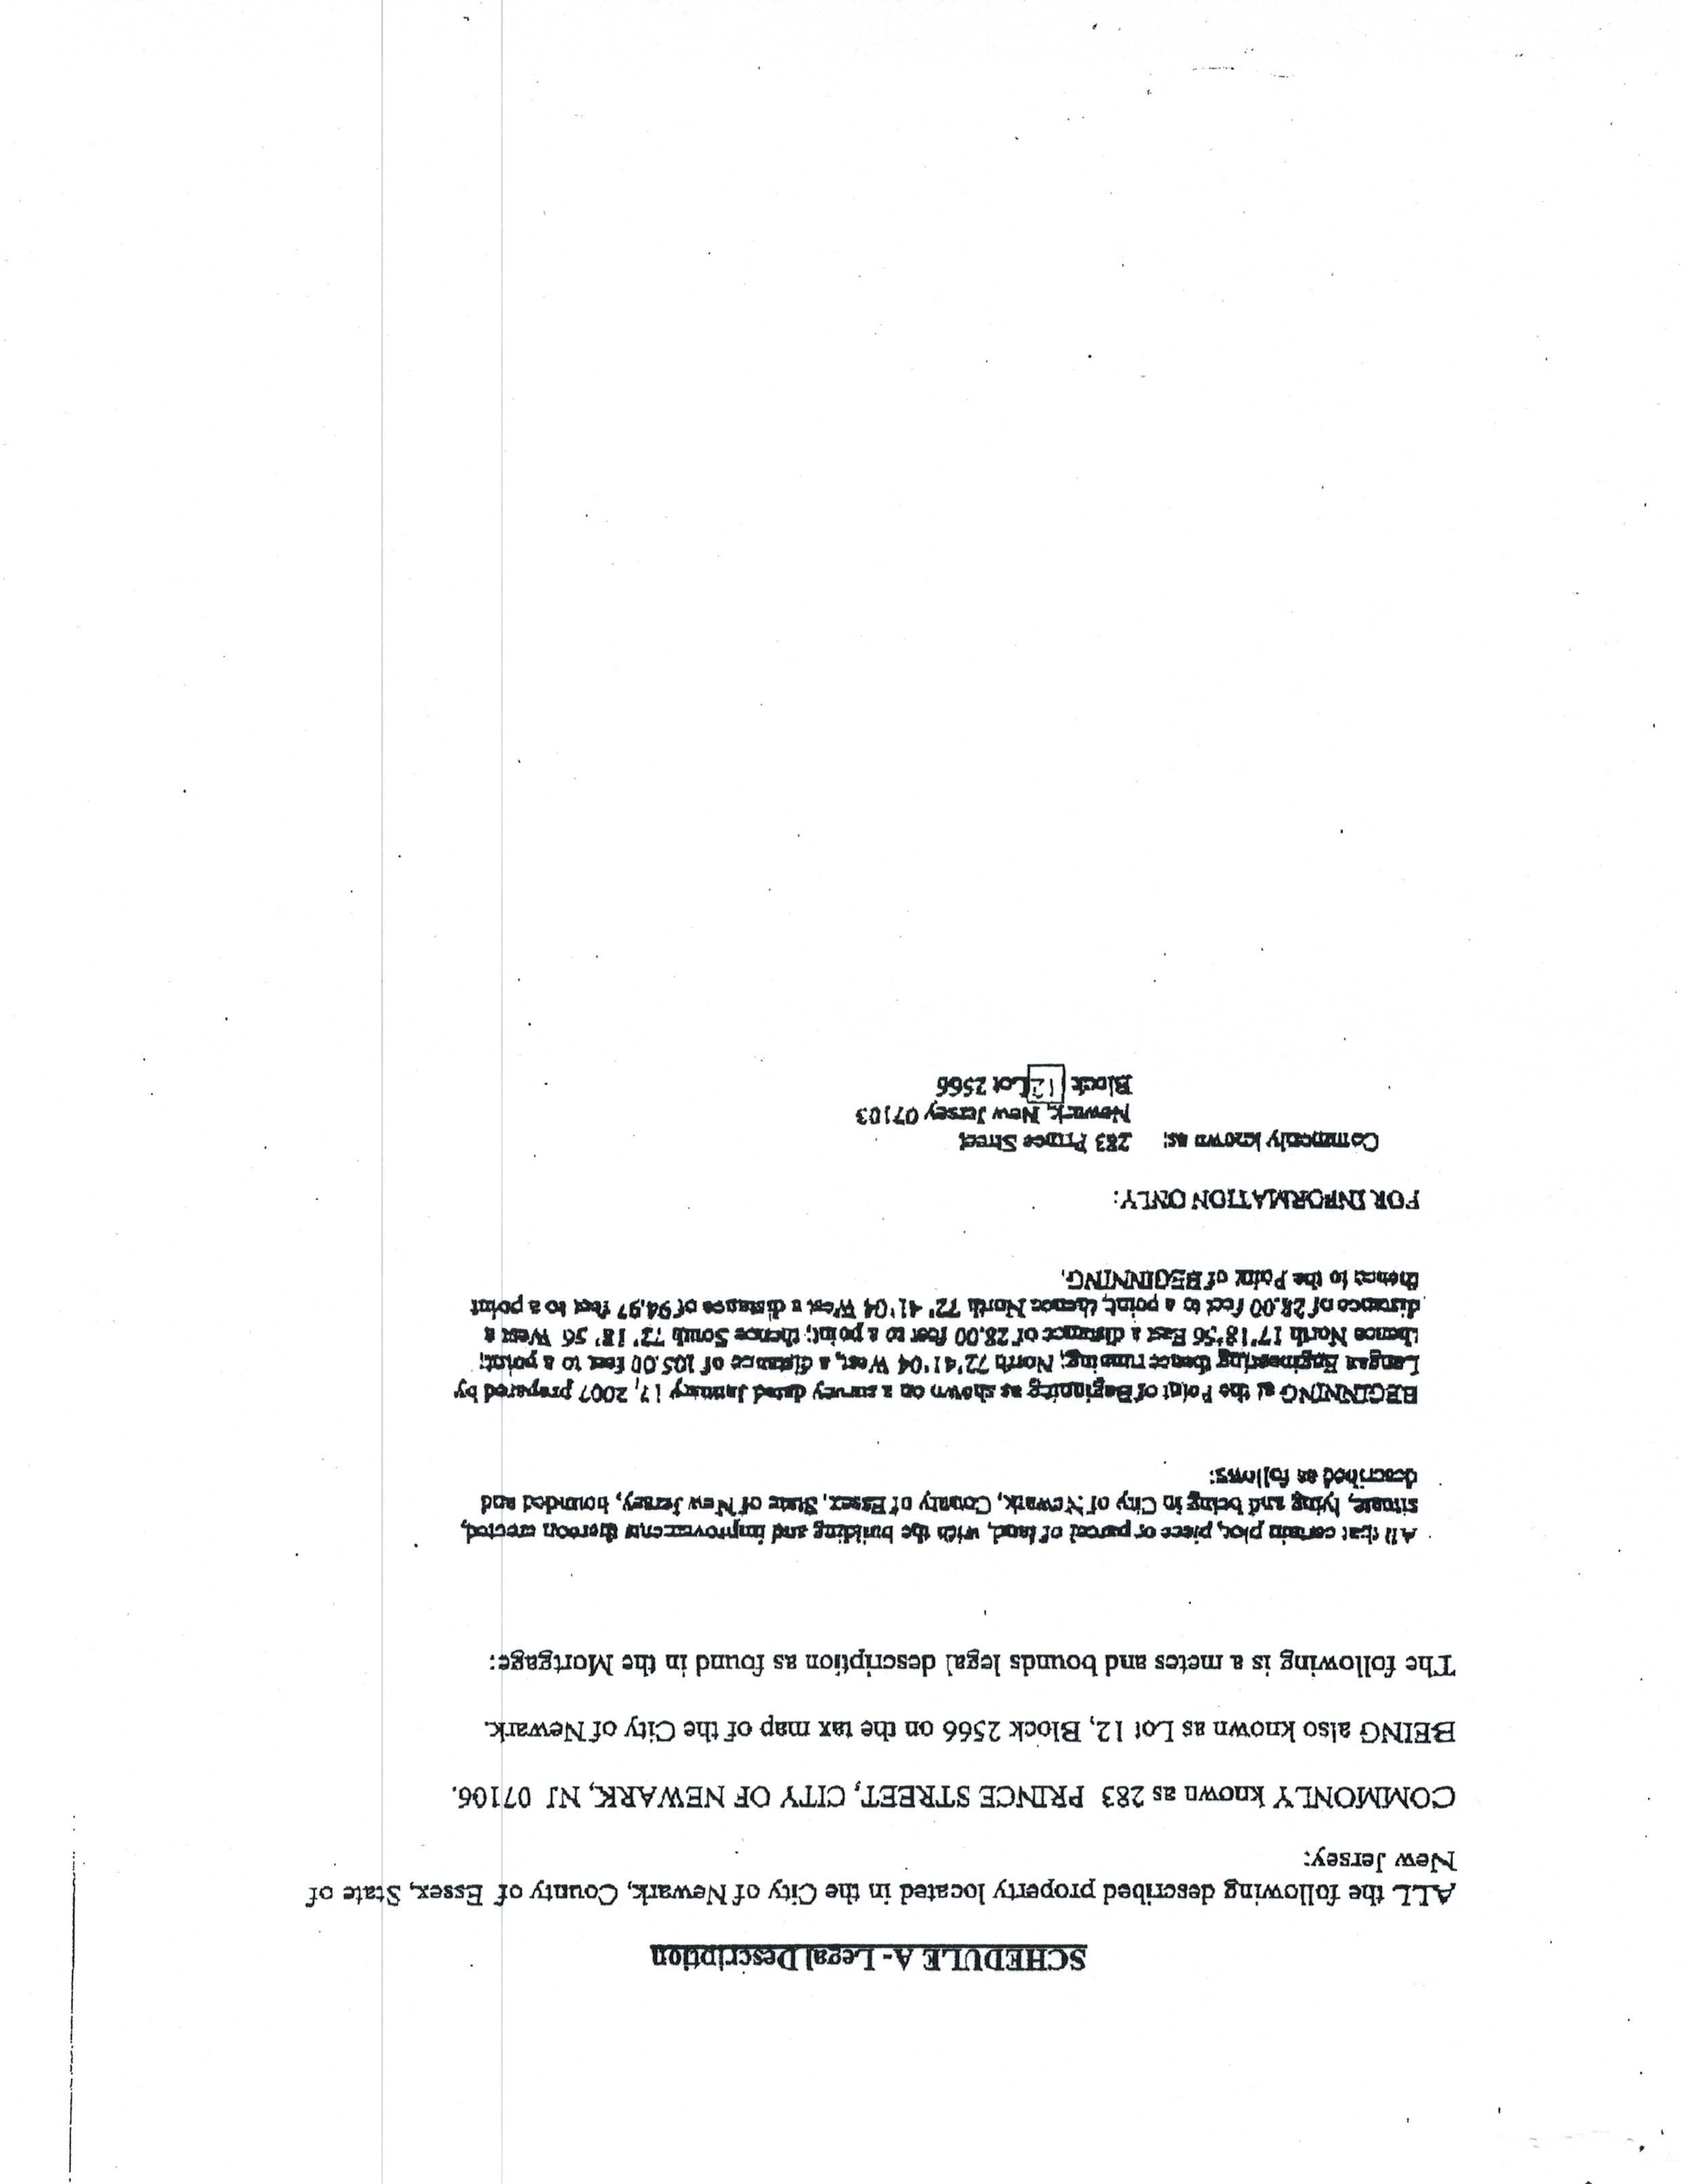 SCHEDULE A- Legal Description
ALL the following described property located in the City of Newark, County of Essex, State of
New Jersey:
COMMONLY known as 283 PRINCE STREET, CITY OF NEWARK, NJ 07106.
BEING also known as Lot 12, Block 2566 on the tax map of the City of Newark.
The following is a metes and bounds legal description as found in the Mortgage:
All that certain plot, piece or parcel of land, with the building and improvements thereon erected,
situate, lying and being in City of Newark, County of Essex, State of New Jersey, bounded and
described as follows:
BEGINNING at the Point of Beginning as shown on a survey dated January 17, 2007 prepared by
Langan Engineering thence running; North 72'41'04 West, a distance of 105.00 feet to a point;
thence North 17'18'56 East a distance of 28.00 feet to a point; thence South 72' 18' 56 West a
distance of 28.00 feet to a point, thence North 72' 41'04 West a distance of 94.97 feet to a point
thence to the Point of BEGINNING.
FOR INFORMATION ONLY:
Commonly known as: 283 Prince Street
Newark, New Jersey 07103
Block 12 Lot 2566